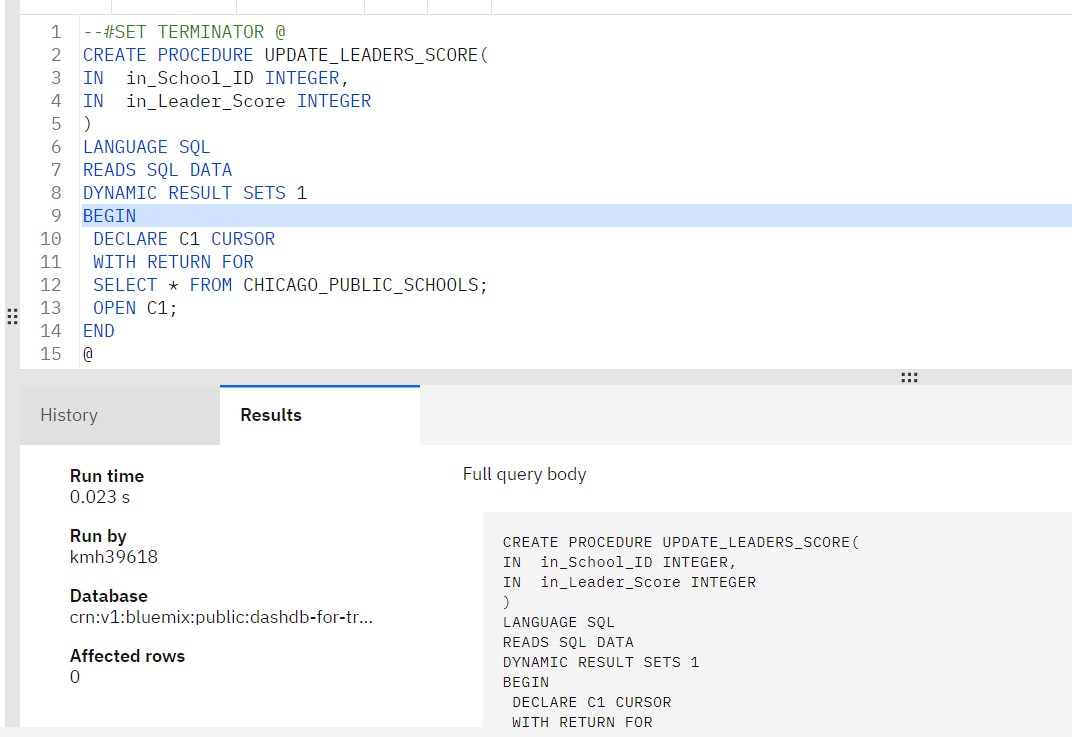 1 --#SET TERMINATOR @
2 CREATE PROCEDURE UPDATE_LEADERS_SCORE(
3 IN  in_School_ID INTEGER,
4 IN  in_Leader_Score INTEGER
5 )
6 LANGUAGE SQL
7 READS SQL DATA
8 DYNAMIC RESULT SETS 1
9 BEGIN
10  DECLARE C1 CURSOR
11  WITH RETURN FOR
12  SELECT * FROM CHICAGO_PUBLIC_SCHOOLS;
13  OPEN C1;
14 END
15 @
History Results
Run time
0.023 s
Run by
kmh39618
Database
crn:v1:bluemix:public:dashdb-for-tr...
Affected rows
0
Full query body
CREATE PROCEDURE UPDATE_LEADERS_SCORE(
IN  in_School_ID INTEGER,
IN  in_Leader_Score INTEGER
)
LANGUAGE SQL
READS SQL DATA
DYNAMIC RESULT SETS 1
BEGIN
 DECLARE C1 CURSOR
 WITH RETURN FOR